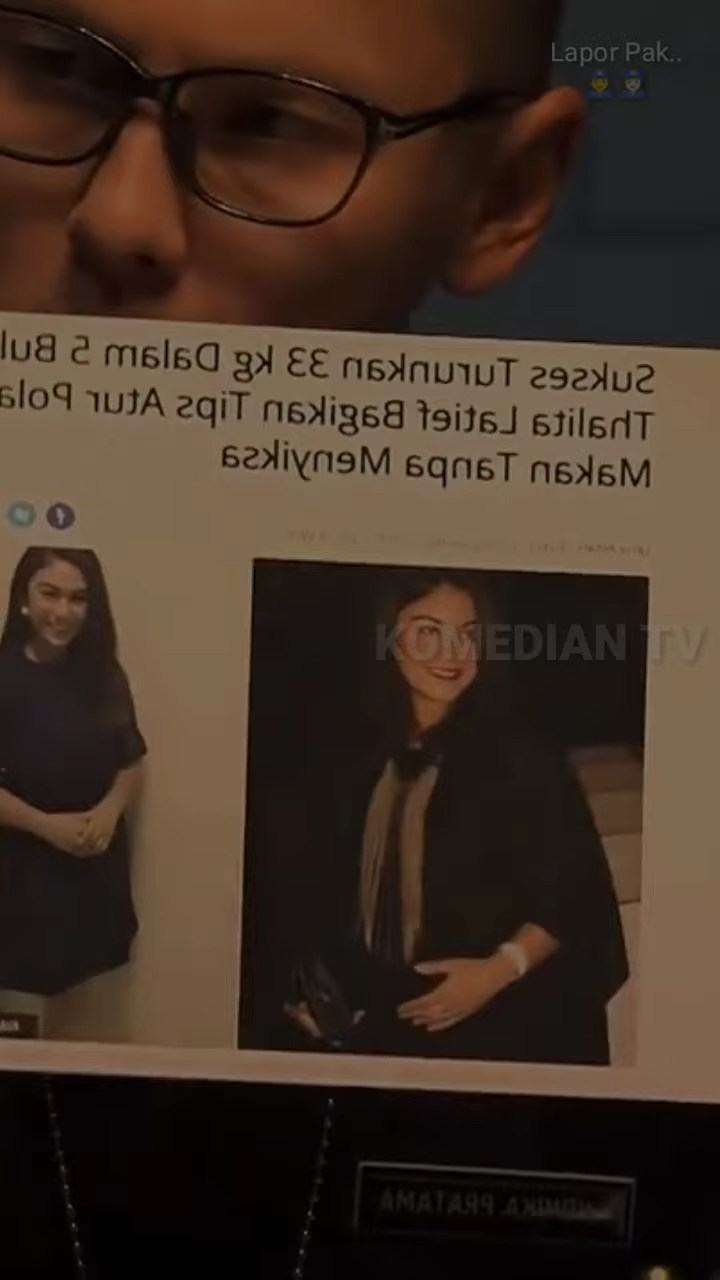 Lapor Pak..
Sukses Turunkan 33 kg Dalam 5 Bul
Thalita Latief Bagikan Tips Atur Pola
Makan Tanpa Menyiksa
KOMEDIAN TV
PRATAMA